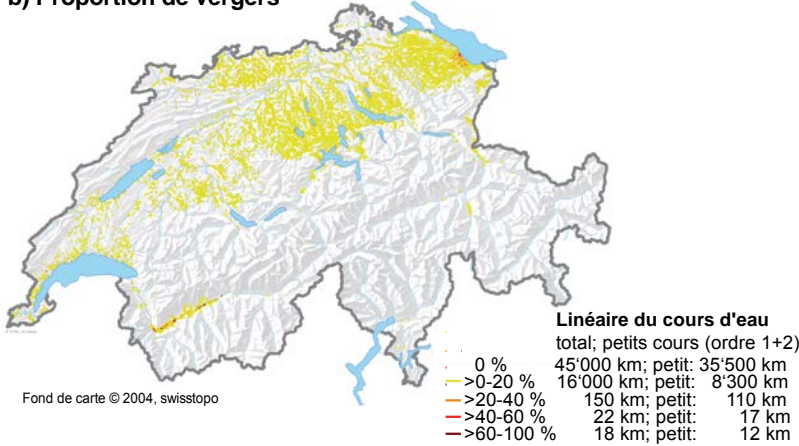 b) Proportion de vergers
Linéaire du cours d'eau
total; petits cours (ordre 1+2)
0 % 45'000 km; petit: 35'500 km
>0-20 % 16'000 km; petit: 8'300 km
>20-40 % 150 km; petit: 110 km
>40-60 % 22 km; petit: 17 km
>60-100 % 18 km; petit: 12 km
Fond de carte © 2004, swisstopo